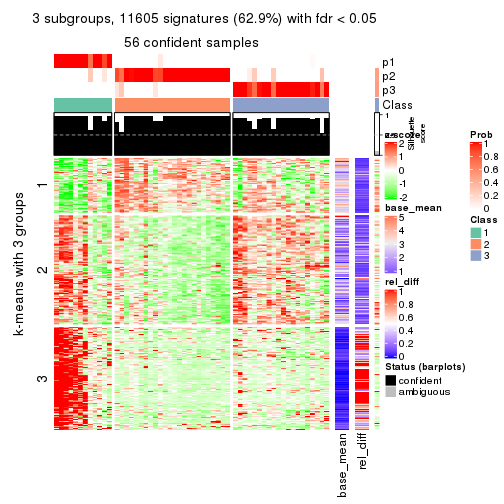 3 subgroups, 11605 signatures (62.9%) with fdr < 0.05
56 confident samples
p1
p2
p3
Class
1
Silhouette
score
z-score
2
1
0
-2
base_mean
5
4
3
2
1
rel_diff
1
0.8
0.6
0.4
0.2
0
Status (barplots)
confident
ambiguous
Prob
1
0.8
0.6
0.4
0.2
0
Class
1
2
3
k-means with 3 groups
1
2
3
base_mean
rel_diff